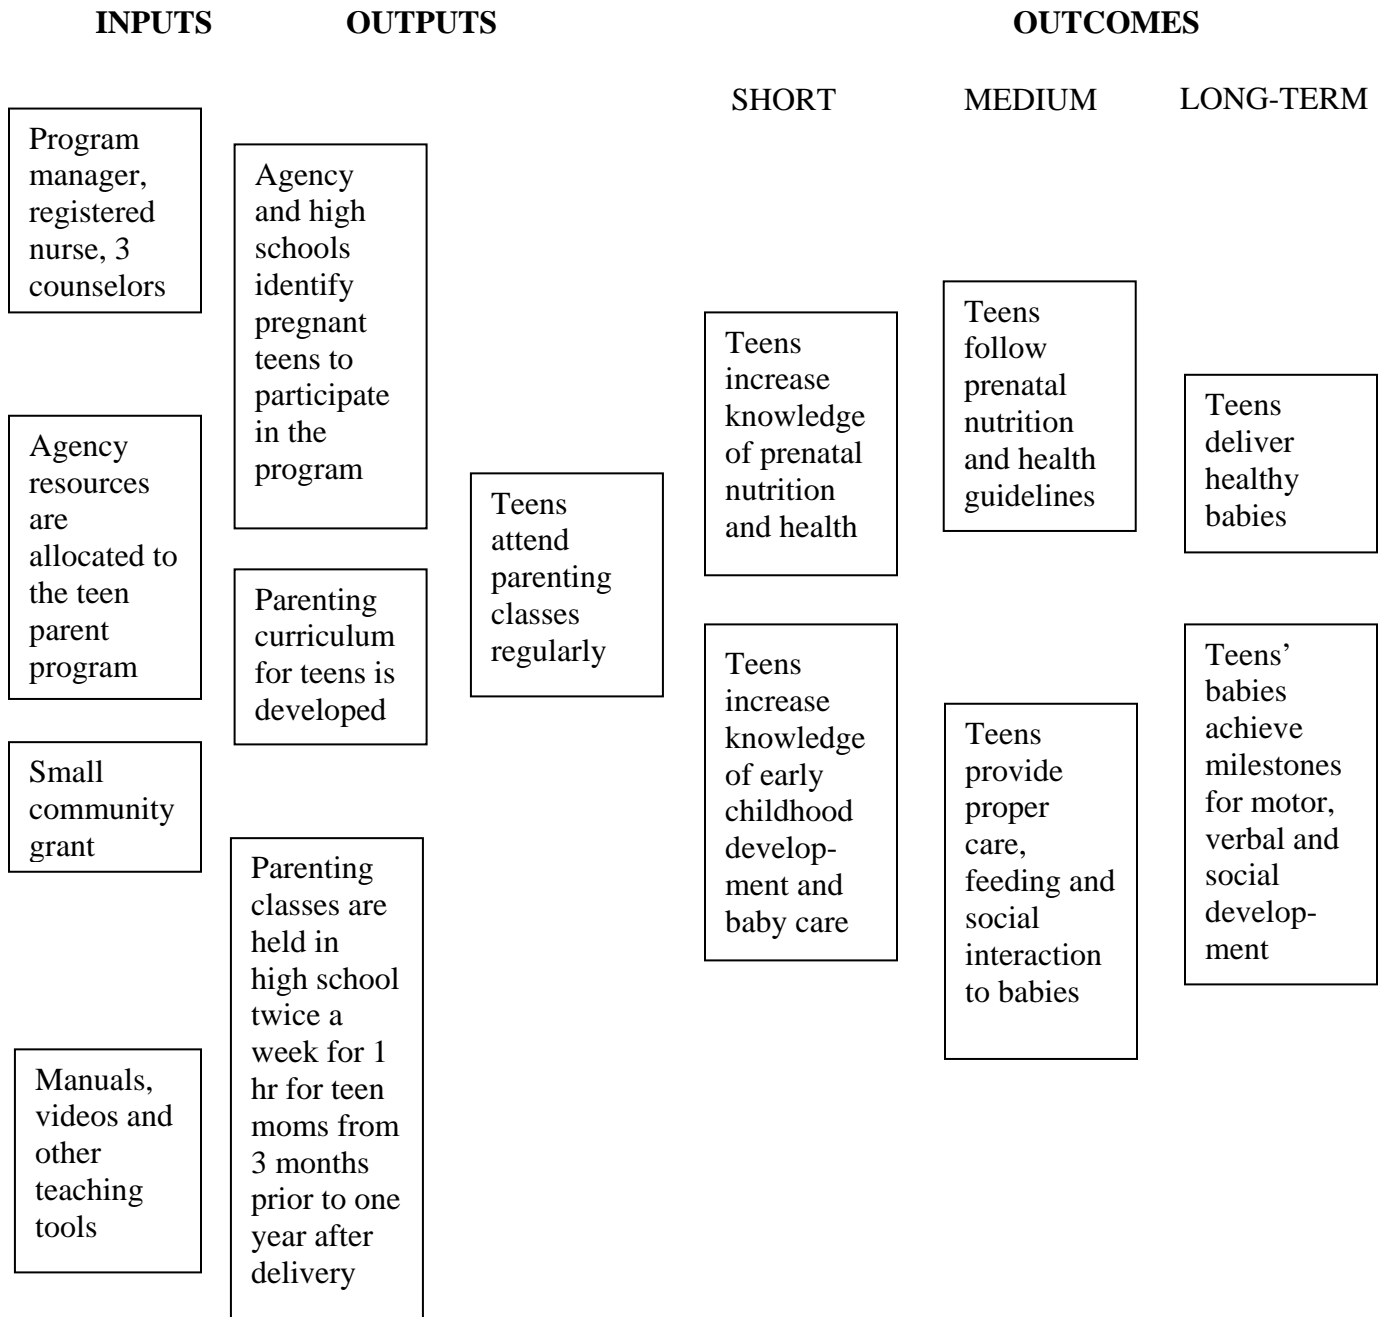 INPUTS
OUTPUTS
OUTCOMES
SHORT
MEDIUM
LONG-TERM
Program
manager,
registered
nurse, 3
counselors
Agency
resources
are
allocated to
the teen
parent
program
Small
community
grant
Manuals,
videos and
other
teaching
tools
Agency
and high
schools
identify
pregnant
teens to
participate
in the
program
Parenting
curriculum
for teens is
developed
Parenting
classes are
held in
high school
twice a
week for 1
hr for teen
moms from
3 months
prior to one
year after
delivery
Teens
attend
parenting
classes
regularly
Teens
increase
knowledge
of prenatal
nutrition
and health
Teens
increase
knowledge
of early
childhood
develop-
ment and
baby care
Teens
follow
prenatal
nutrition
and health
guidelines
Teens
provide
proper
care,
feeding and
social
interaction
to babies
Teens
deliver
healthy
babies
Teens’
babies
achieve
milestones
for motor,
verbal and
social
develop-
ment